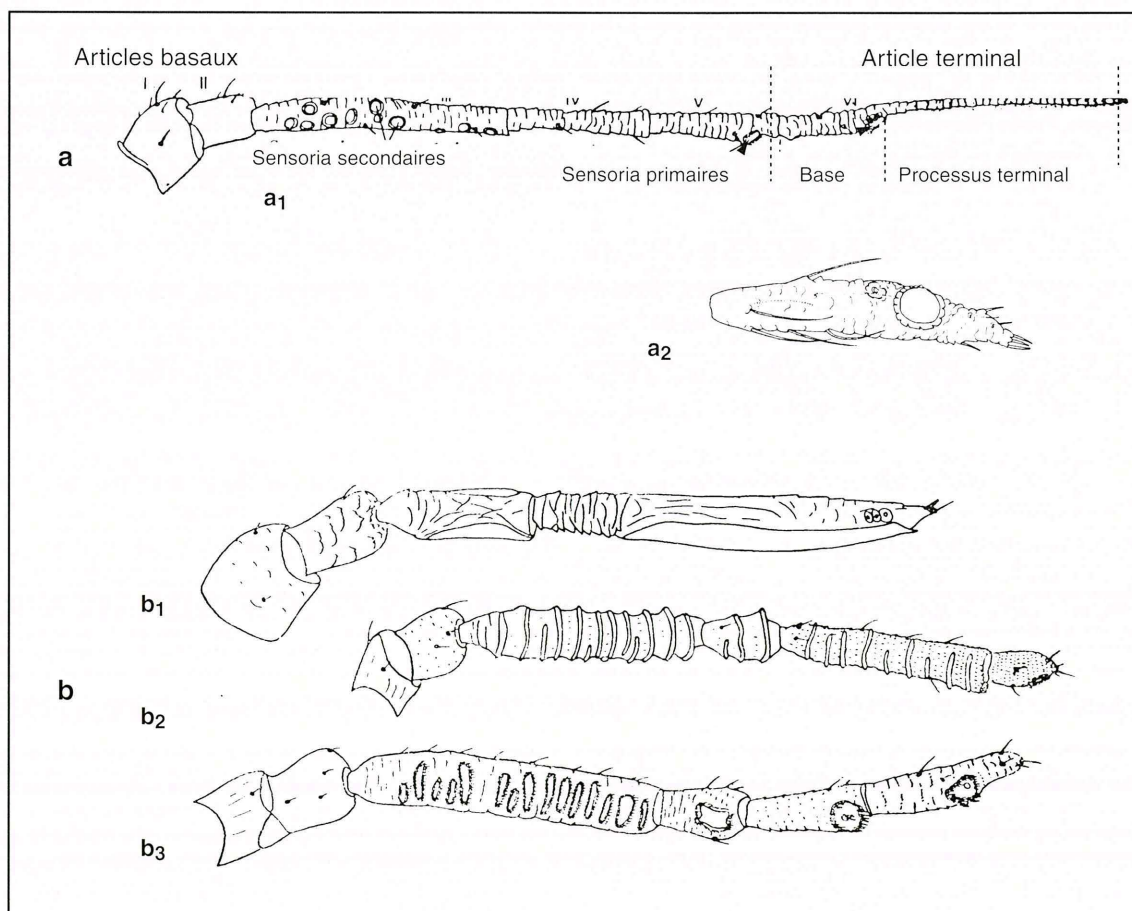 Articles basaux
Article terminal
I II III IV V VI
a
Sensoria secondaires
Sensoria primaires
Base
Processus terminal
a1
a2
b1
b
b2
b3